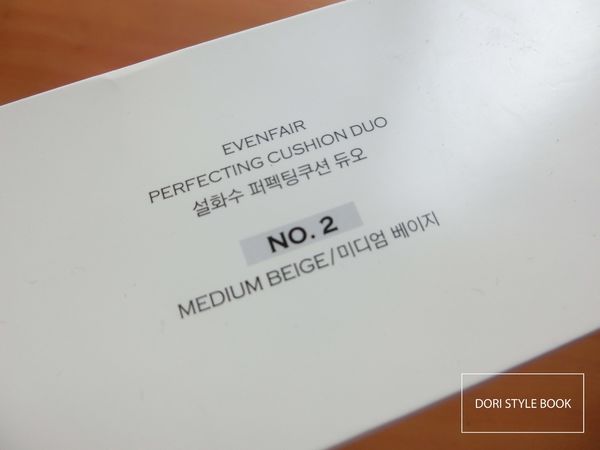 EVENFAIR
PERFECTING CUSHION DUO
설화수 퍼펙팅쿠션 듀오
NO. 2
MEDIUM BEIGE/미디엄 베이지
DORI STYLE BOOK